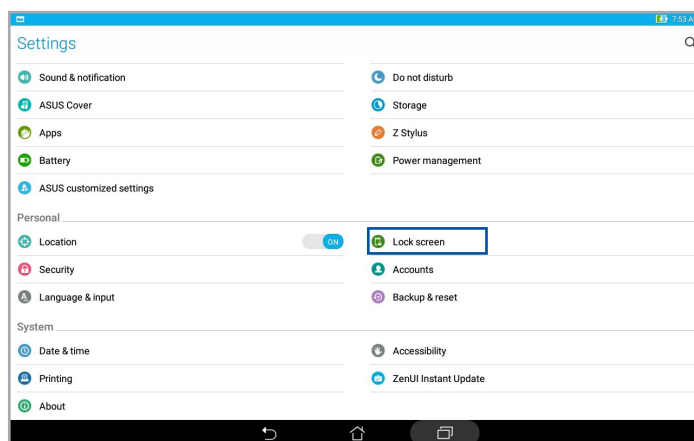 7:53 A
Settings
Sound & notification
Do not disturb
ASUS Cover
Storage
Apps
Z Stylus
Battery
Power management
ASUS customized settings
Personal
Location
ON
Lock screen
Security
Accounts
Language & input
Backup & reset
System
Date & time
Accessibility
Printing
ZenUI Instant Update
About